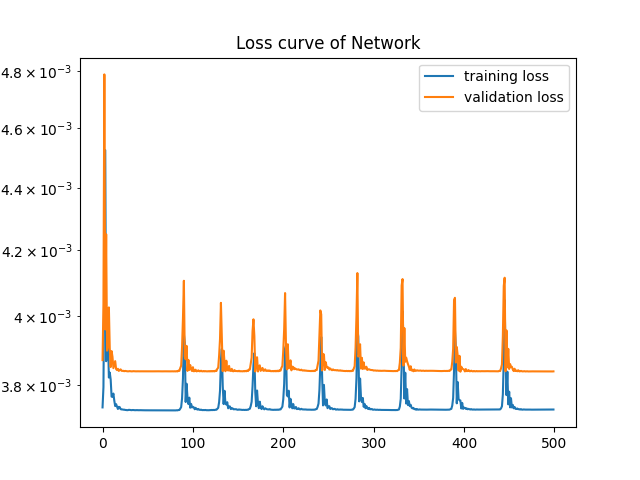 Loss curve of Network
training loss
validation loss
4.8 × 10⁻³
4.6 × 10⁻³
4.4 × 10⁻³
4.2 × 10⁻³
4 × 10⁻³
3.8 × 10⁻³
0 100 200 300 400 500